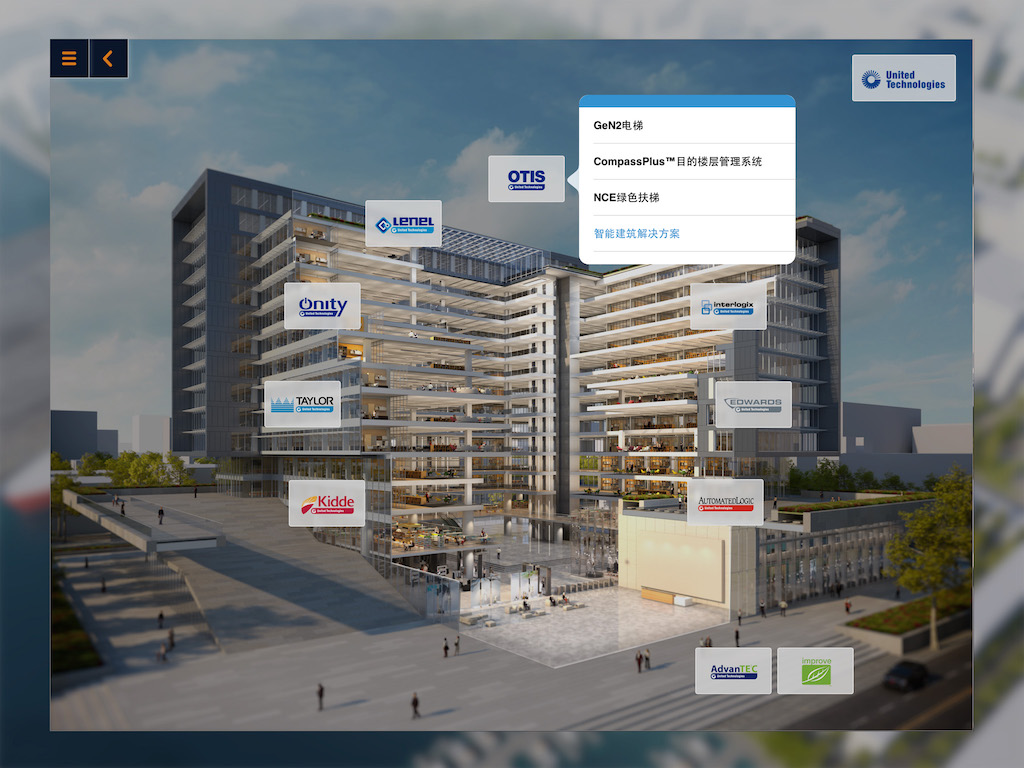 United
Technologies
GeN2电梯
CompassPlus™目的楼层管理系统
NCE绿色扶梯
智能建筑解决方案
OTIS
United Technologies
LENEL
United Technologies
Onity
United Technologies
interlogix
United Technologies
TAYLOR
United Technologies
EDWARDS
United Technologies
Kidde
United Technologies
AUTOMATEDLOGIC
United Technologies
AdvanTEC
United Technologies
improve